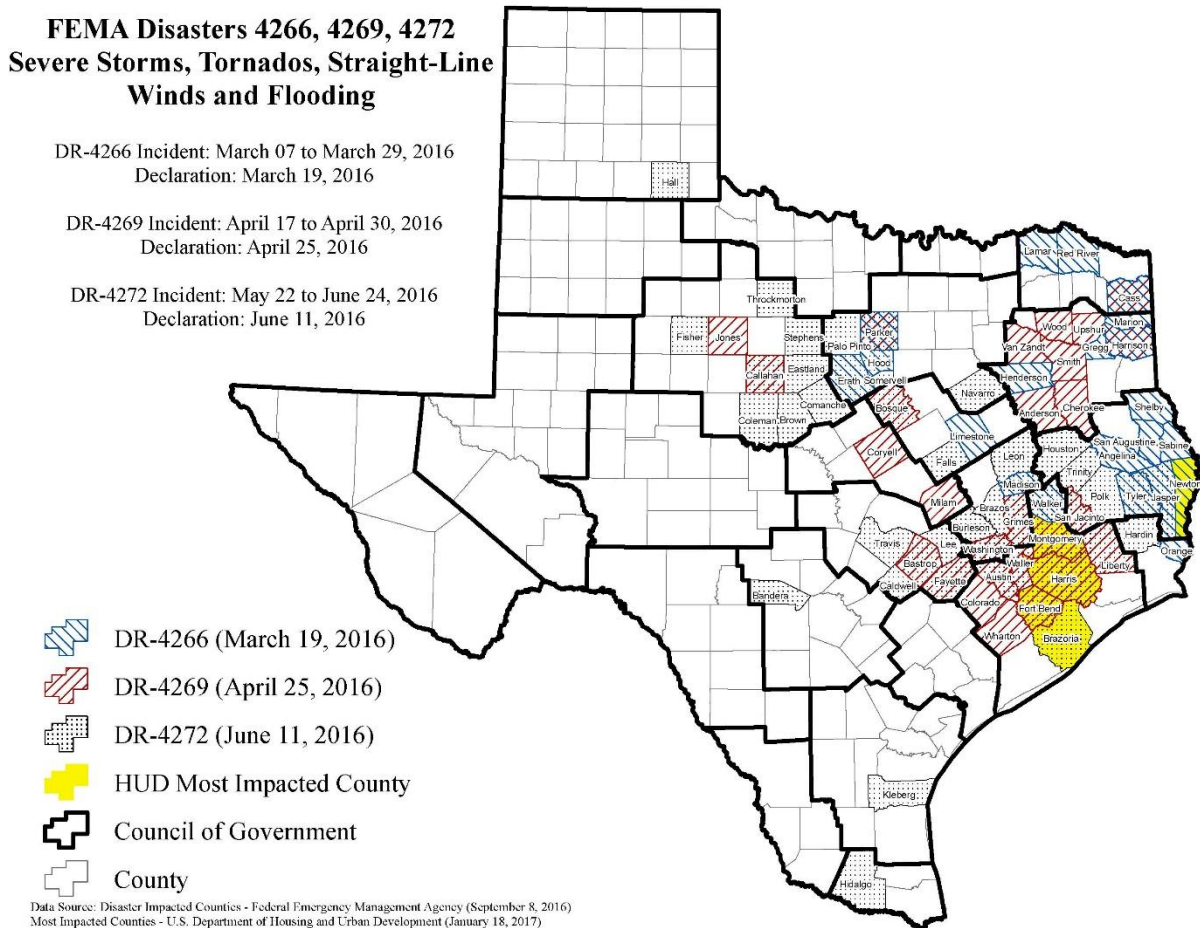 FEMA Disasters 4266, 4269, 4272
Severe Storms, Tornados, Straight-Line
Winds and Flooding
DR-4266 Incident: March 07 to March 29, 2016
Declaration: March 19, 2016
DR-4269 Incident: April 17 to April 30, 2016
Declaration: April 25, 2016
DR-4272 Incident: May 22 to June 24, 2016
Declaration: June 11, 2016
Hall
Lamar
Red River
Cass
Throckmorton
Fisher
Jones
Stephens
Palo Pinto
Parker
Wood
Upshur
Marion
Van Zandt
Gregg
Harrison
Smith
Callahan
Eastland
Hood
Erath
Somervell
Henderson
Navarro
Anderson
Cherokee
Shelby
Comanche
Coleman
Brown
Bosque
Limestone
Coryell
Falls
Leon
Houston
San Augustine
Sabine
Angelina
Trinity
Newton
Madison
Polk
Tyler
Jasper
Milam
Walker
Brazos
Grimes
San Jacinto
Burleson
Travis
Lee
Washington
Montgomery
Hardin
Orange
Liberty
Waller
Bastrop
Fayette
Austin
Harris
Caldwell
Bandera
Colorado
Fort Bend
Wharton
Brazoria
Kleberg
Hidalgo
DR-4266 (March 19, 2016)
DR-4269 (April 25, 2016)
DR-4272 (June 11, 2016)
HUD Most Impacted County
Council of Government
County
Data Source: Disaster Impacted Counties - Federal Emergency Management Agency (September 8, 2016)
Most Impacted Counties - U.S. Department of Housing and Urban Development (January 18, 2017)